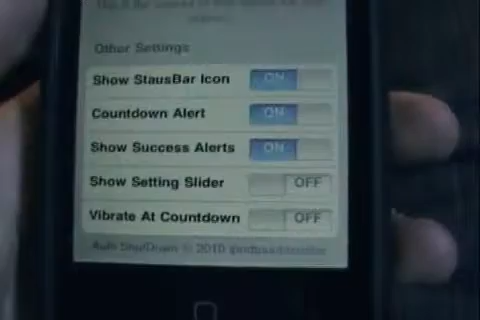 Other Settings
Show StausBar Icon ON
Countdown Alert ON
Show Success Alerts ON
Show Setting Slider OFF
Vibrate At Countdown OFF
Auto ShutDown © 2010